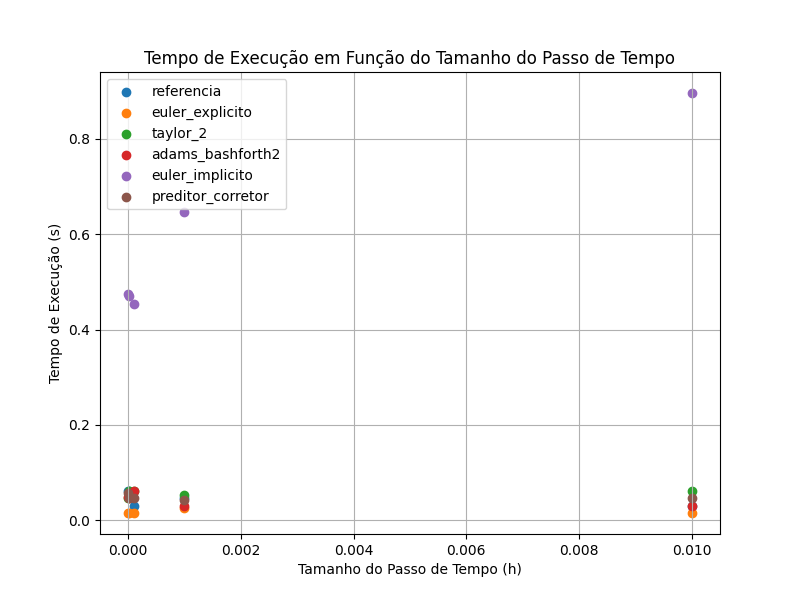 Tempo de Execução em Função do Tamanho do Passo de Tempo
referencia
euler_explicito
taylor_2
adams_bashforth2
euler_implicito
preditor_corretor
Tempo de Execução (s)
0.8
0.6
0.4
0.2
0.0
0.000 0.002 0.004 0.006 0.008 0.010
Tamanho do Passo de Tempo (h)